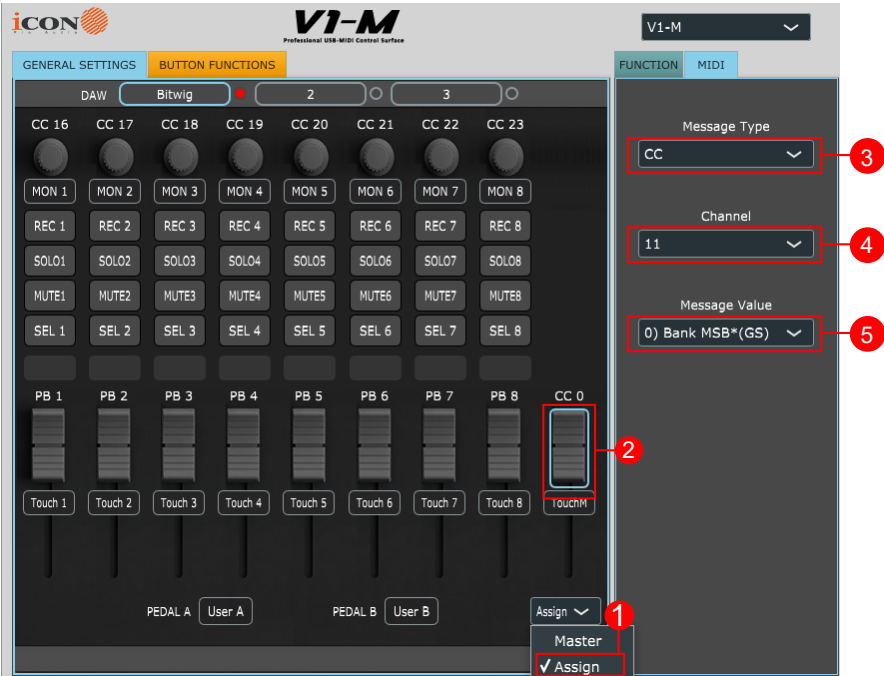 icon
Pro Audio
V1-M
Professional USB-MIDI Control Surface
V1-M
GENERAL SETTINGS BUTTON FUNCTIONS
FUNCTION MIDI
DAW Bitwig 2 3
CC 16 CC 17 CC 18 CC 19 CC 20 CC 21 CC 22 CC 23
Message Type
CC
3
MON 1 MON 2 MON 3 MON 4 MON 5 MON 6 MON 7 MON 8
REC 1 REC 2 REC 3 REC 4 REC 5 REC 6 REC 7 REC 8
Channel
11
4
SOLO1 SOLO2 SOLO3 SOLO4 SOLO5 SOLO6 SOLO7 SOLO8
MUTE1 MUTE2 MUTE3 MUTE4 MUTE5 MUTE6 MUTE7 MUTE8
Message Value
0) Bank MSB*(GS)
5
SEL 1 SEL 2 SEL 3 SEL 4 SEL 5 SEL 6 SEL 7 SEL 8
PB 1 PB 2 PB 3 PB 4 PB 5 PB 6 PB 7 PB 8 CC 0
2
Touch 1 Touch 2 Touch 3 Touch 4 Touch 5 Touch 6 Touch 7 Touch 8 TouchM
PEDAL A User A PEDAL B User B Assign
1
Master
✓ Assign